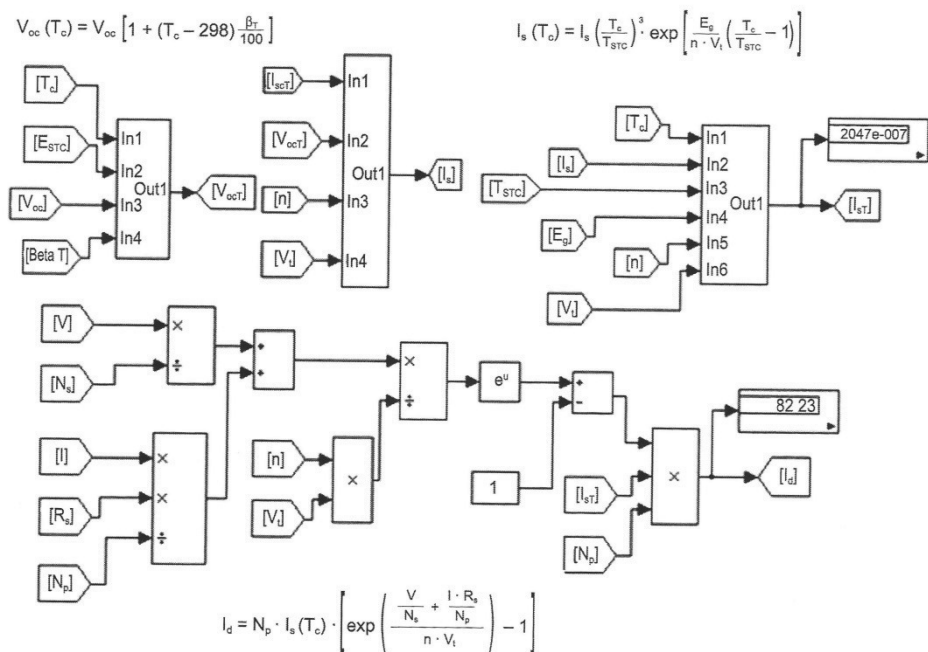 V_oc (T_c) = V_oc [1 + (T_c − 298) β_T/100]
I_s (T_c) = I_s (T_c/T_STC)^3 · exp [E_g/(n · V_t) (T_c/T_STC − 1)]
[T_c]
[E_STC]
[V_oc]
[Beta T]
In1
In2
In3
In4
Out1
[V_ocT]
[I_scT]
[V_ocT]
[n]
[V_t]
In1
In2
In3
In4
Out1
[I_s]
[T_c]
[I_s]
[T_STC]
[E_g]
[n]
[V_t]
In1
In2
In3
In4
In5
In6
Out1
2047e-007
[I_sT]
[V]
[N_s]
×
÷
+
+
[I]
[R_s]
[N_p]
×
×
÷
[n]
[V_t]
×
×
÷
e^u
1
+
−
[I_sT]
[N_p]
×
82 23
[I_d]
I_d = N_p · I_s (T_c) · [exp ((V/N_s + I · R_s/N_p)/(n · V_t)) − 1]